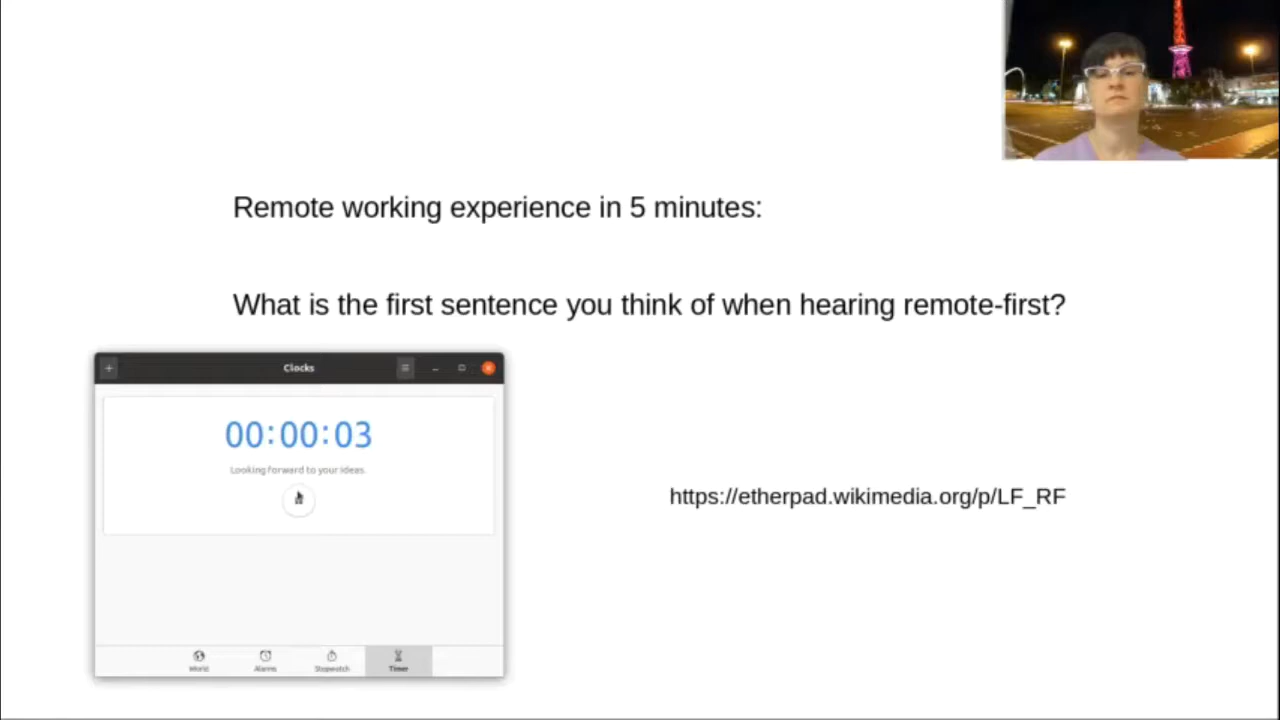 Remote working experience in 5 minutes:
What is the first sentence you think of when hearing remote-first?
Clocks
00:00:03
Looking forward to your ideas.
https://etherpad.wikimedia.org/p/LF_RF
World
Alarms
Stopwatch
Timer